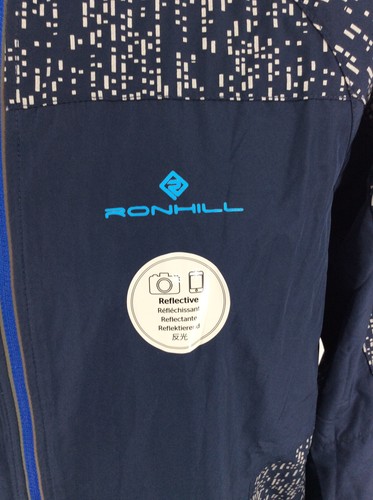 RONHILL
Reflective
Réfléchissant
Reflectante
Reflektierend
反光